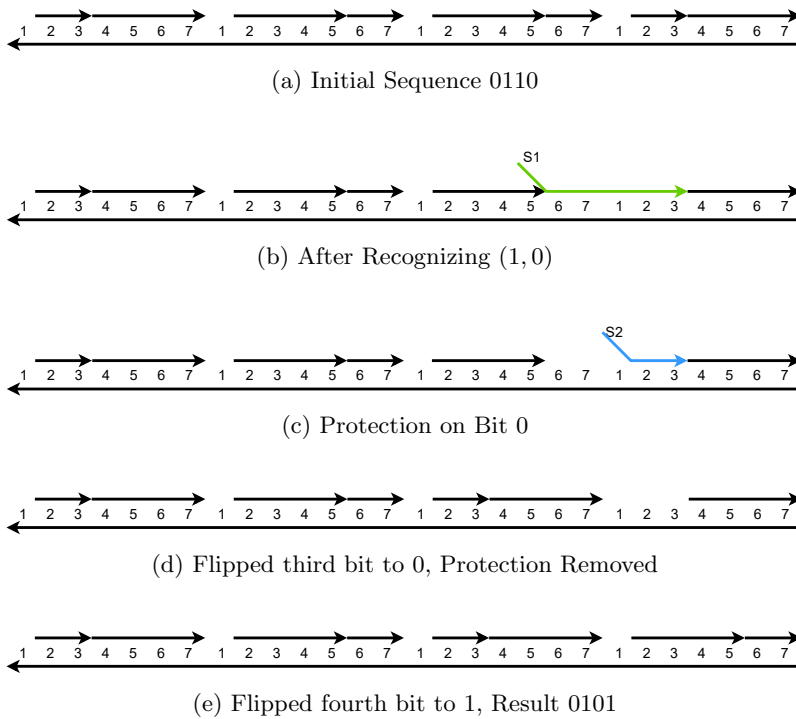 1 2 3 4 5 6 7 1 2 3 4 5 6 7 1 2 3 4 5 6 7 1 2 3 4 5 6 7
(a) Initial Sequence 0110
S1
1 2 3 4 5 6 7 1 2 3 4 5 6 7 1 2 3 4 5 6 7 1 2 3 4 5 6 7
(b) After Recognizing (1, 0)
S2
1 2 3 4 5 6 7 1 2 3 4 5 6 7 1 2 3 4 5 6 7 1 2 3 4 5 6 7
(c) Protection on Bit 0
1 2 3 4 5 6 7 1 2 3 4 5 6 7 1 2 3 4 5 6 7 1 2 3 4 5 6 7
(d) Flipped third bit to 0, Protection Removed
1 2 3 4 5 6 7 1 2 3 4 5 6 7 1 2 3 4 5 6 7 1 2 3 4 5 6 7
(e) Flipped fourth bit to 1, Result 0101